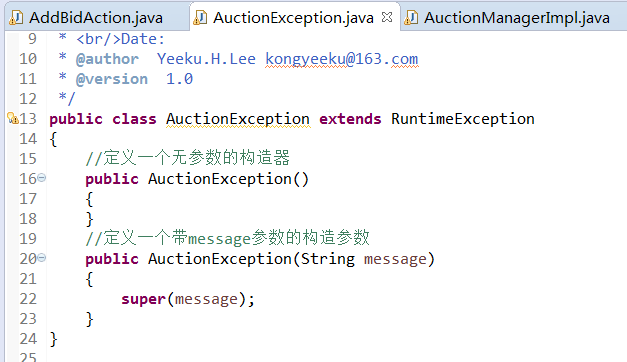 AddBidAction.java AuctionException.java AuctionManagerImpl.java
9 * <br/>Date:
10 * @author Yeeku.H.Lee kongyeeku@163.com
11 * @version 1.0
12 */
13 public class AuctionException extends RuntimeException
14 {
15 //定义一个无参数的构造器
16 public AuctionException()
17 {
18 }
19 //定义一个带message参数的构造参数
20 public AuctionException(String message)
21 {
22 super(message);
23 }
24 }
25